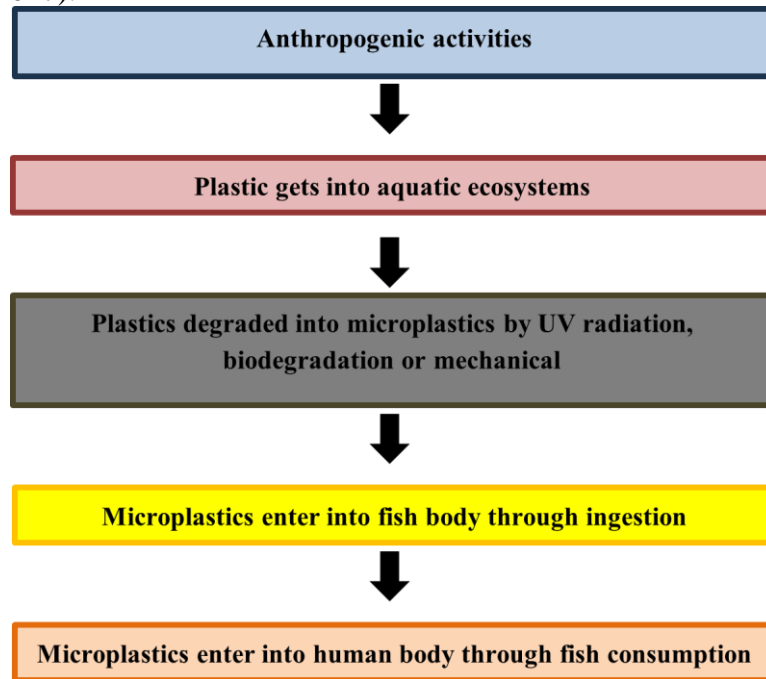 Anthropogenic activities
Plastic gets into aquatic ecosystems
Plastics degraded into microplastics by UV radiation,
biodegradation or mechanical
Microplastics enter into fish body through ingestion
Microplastics enter into human body through fish consumption